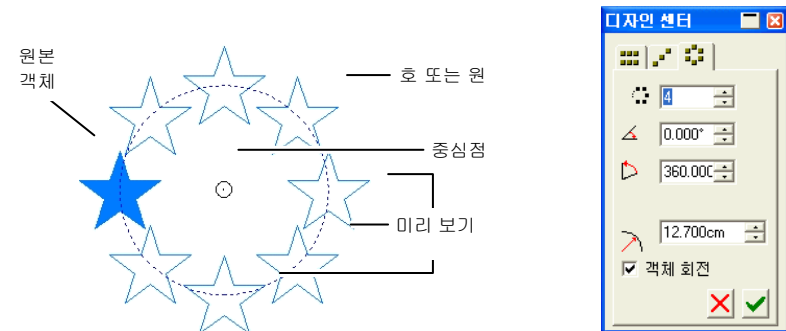 원본
객체
호 또는 원
중심점
미리 보기
디자인 센터
4
0.000°
360.000
12.700cm
객체 회전